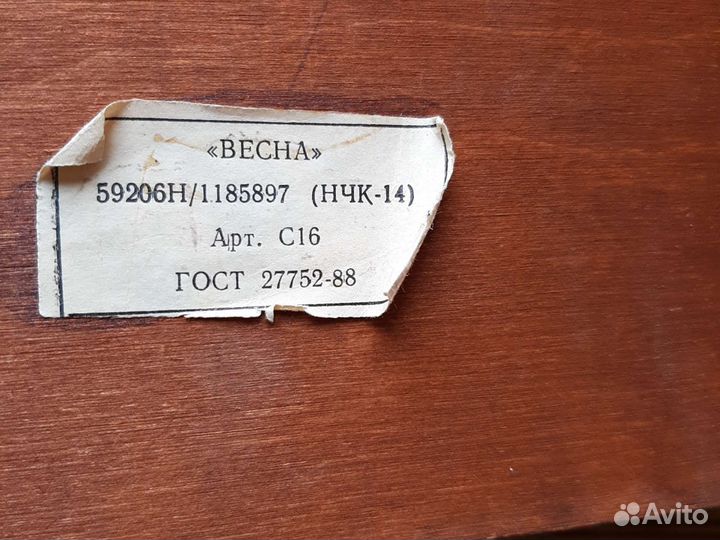 «ВЕСНА»
59206Н/1185897 (НЧК-14)
Арт. С16
ГОСТ 27752-88
Avito